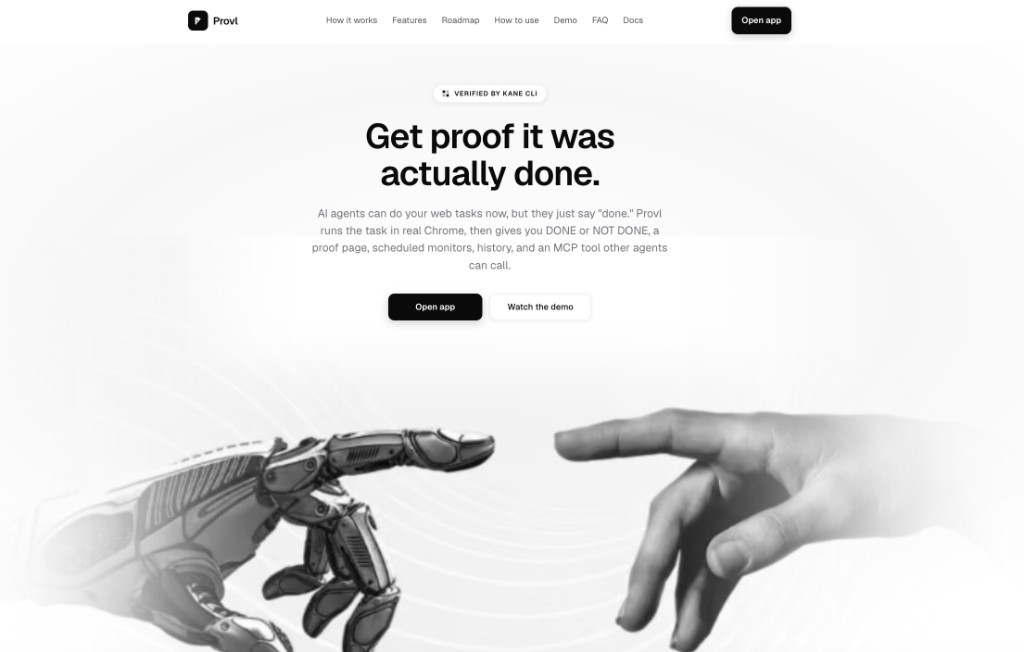 Provl
How it works
Features
Roadmap
How to use
Demo
FAQ
Docs
Open app
VERIFIED BY KANE CLI
Get proof it was
actually done.
AI agents can do your web tasks now, but they just say "done." Provl
runs the task in real Chrome, then gives you DONE or NOT DONE, a
proof page, scheduled monitors, history, and an MCP tool other agents
can call.
Open app
Watch the demo